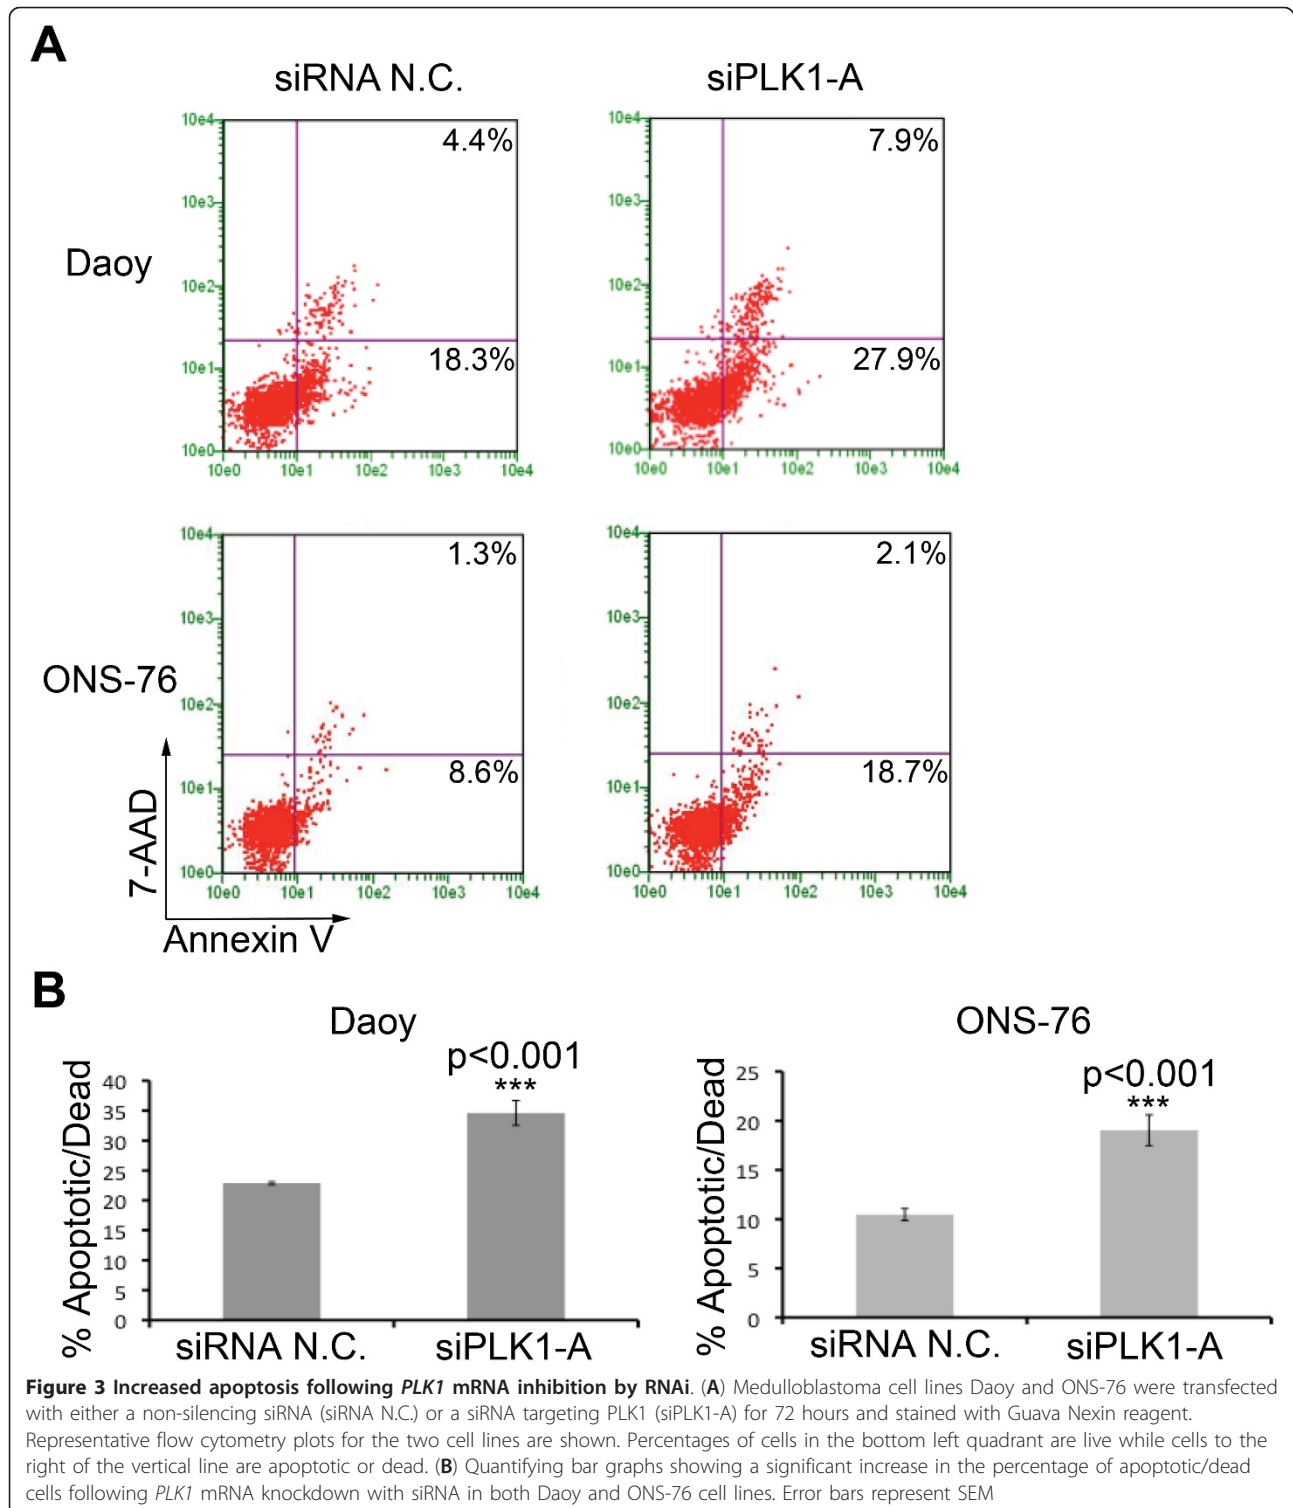 A
siRNA N.C.
siPLK1-A
Daoy
10e4
10e3
10e2
10e1
10e0
10e0 10e1 10e2 10e3 10e4
4.4%
18.3%
10e4
10e3
10e2
10e1
10e0
10e0 10e1 10e2 10e3 10e4
7.9%
27.9%
ONS-76
10e4
10e3
10e2
10e1
10e0
10e0 10e1 10e2 10e3 10e4
1.3%
8.6%
10e4
10e3
10e2
10e1
10e0
10e0 10e1 10e2 10e3 10e4
2.1%
18.7%
7-AAD
Annexin V
B
Daoy
p<0.001
***
% Apoptotic/Dead
40
35
30
25
20
15
10
5
0
siRNA N.C.
siPLK1-A
ONS-76
p<0.001
***
% Apoptotic/Dead
25
20
15
10
5
0
siRNA N.C.
siPLK1-A
Figure 3 Increased apoptosis following PLK1 mRNA inhibition by RNAi. (A) Medulloblastoma cell lines Daoy and ONS-76 were transfected
with either a non-silencing siRNA (siRNA N.C.) or a siRNA targeting PLK1 (siPLK1-A) for 72 hours and stained with Guava Nexin reagent.
Representative flow cytometry plots for the two cell lines are shown. Percentages of cells in the bottom left quadrant are live while cells to the
right of the vertical line are apoptotic or dead. (B) Quantifying bar graphs showing a significant increase in the percentage of apoptotic/dead
cells following PLK1 mRNA knockdown with siRNA in both Daoy and ONS-76 cell lines. Error bars represent SEM